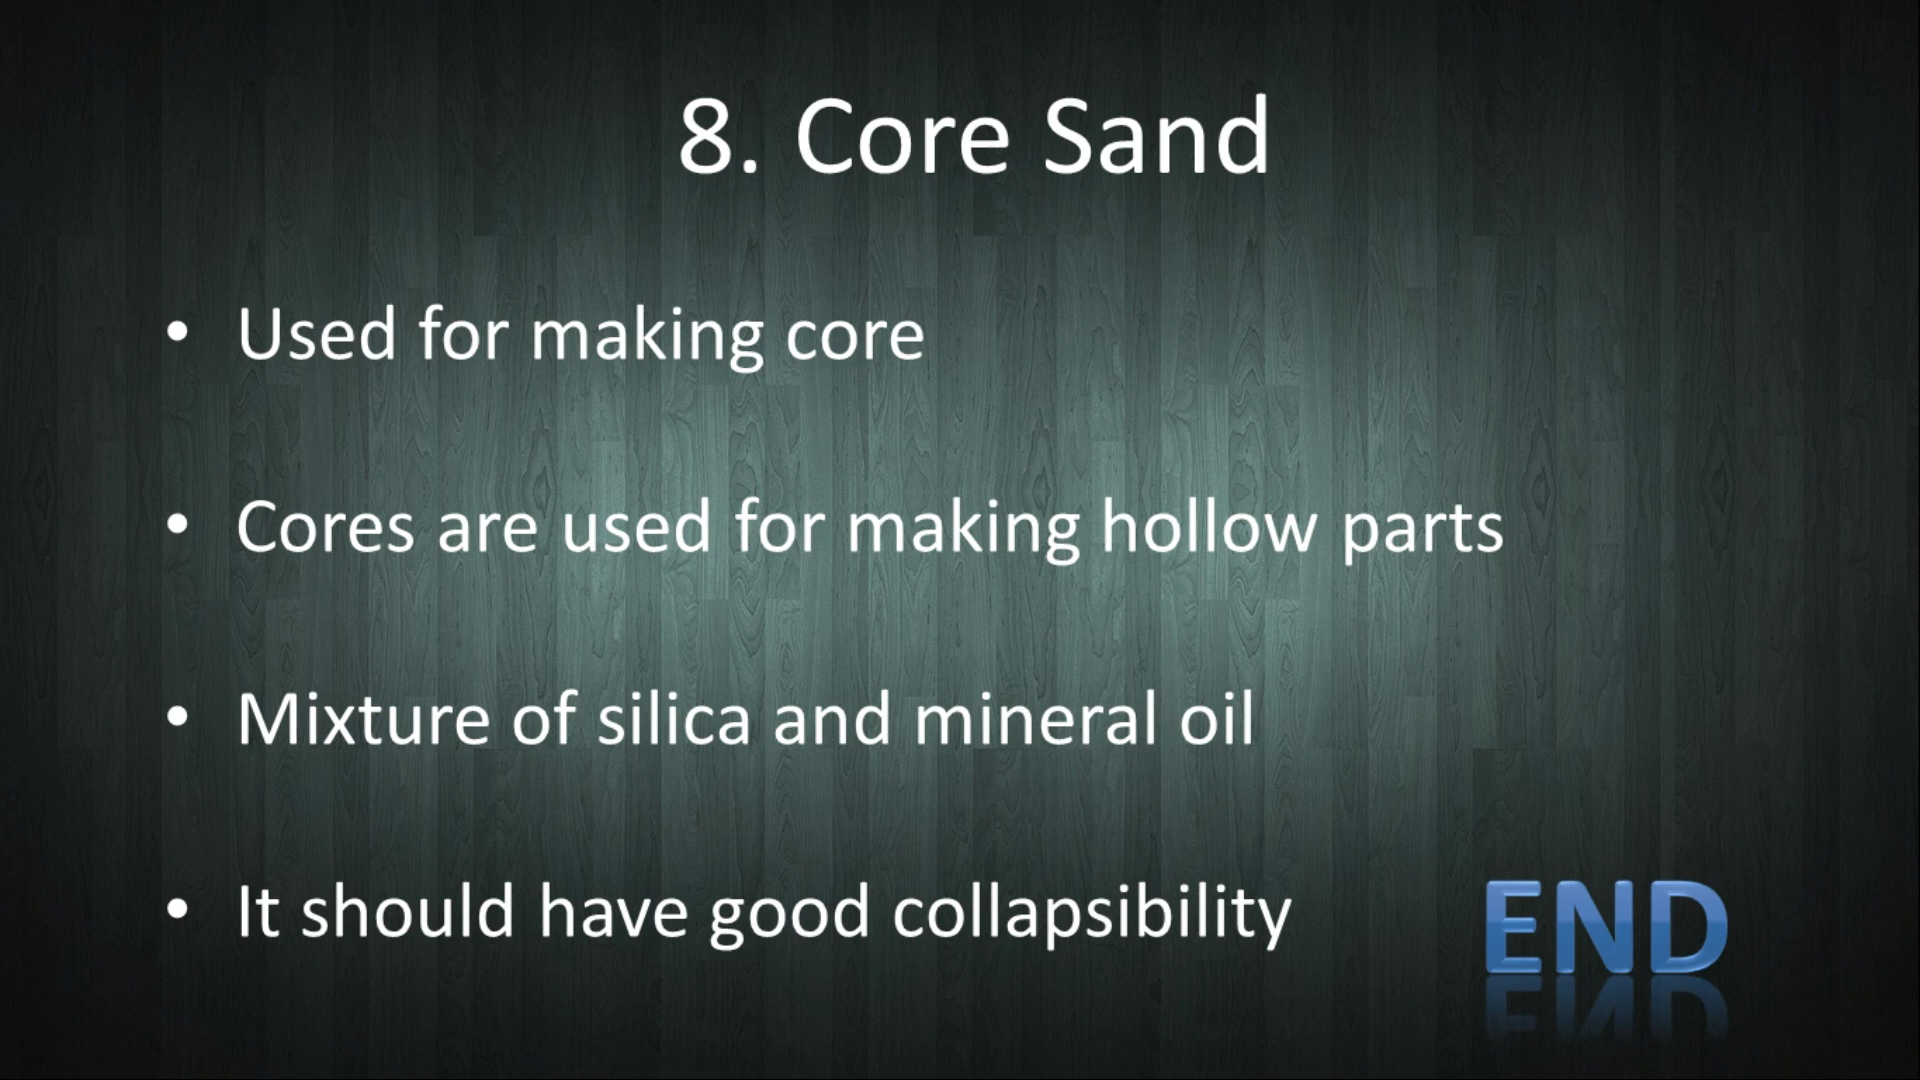 8. Core Sand
• Used for making core
• Cores are used for making hollow parts
• Mixture of silica and mineral oil
• It should have good collapsibility
END